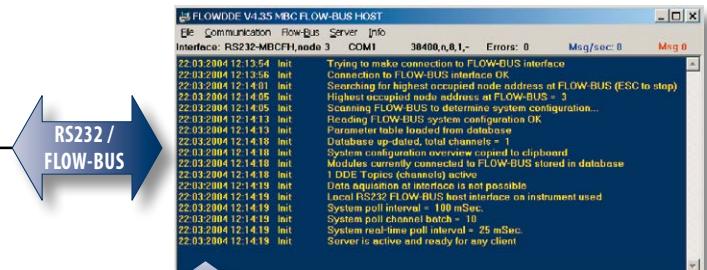 FLOWDDE V4.35 MBC FLOW-BUS HOST
File Communication Flow-Bus Server Info
Interface: RS232-MBCFH,node 3 COM1 38400,n,8,1,- Errors: 0 Msg/sec: 0 Msg 0
22:03:2004 12:13:54 Init Trying to make connection to FLOW-BUS interface
22:03:2004 12:13:56 Init Connection to FLOW-BUS interface OK
22:03:2004 12:14:01 Init Searching for highest occupied node address at FLOW-BUS (ESC to stop)
22:03:2004 12:14:05 Init Highest occupied node address at FLOW-BUS = 3
22:03:2004 12:14:05 Init Scanning FLOW-BUS to determine system configuration...
22:03:2004 12:14:13 Init Reading FLOW-BUS system configuration OK
22:03:2004 12:14:13 Init Parameter table loaded from database
22:03:2004 12:14:18 Init Database up-dated, total channels = 1
22:03:2004 12:14:18 Init System configuration overview copied to clipboard
22:03:2004 12:14:18 Init Modules currently connected to FLOW-BUS stored in database
22:03:2004 12:14:18 Init 1 DDE Topics (channels) active
22:03:2004 12:14:19 Init Data aquisition at interface is not possible
22:03:2004 12:14:19 Init Local RS232 FLOW-BUS host interface on instrument used
22:03:2004 12:14:19 Init System poll interval = 100 mSec.
22:03:2004 12:14:19 Init System poll channel batch = 10
22:03:2004 12:14:19 Init System real-time poll interval = 25 mSec.
22:03:2004 12:14:19 Init Server is active and ready for any client
RS232 /
FLOW-BUS